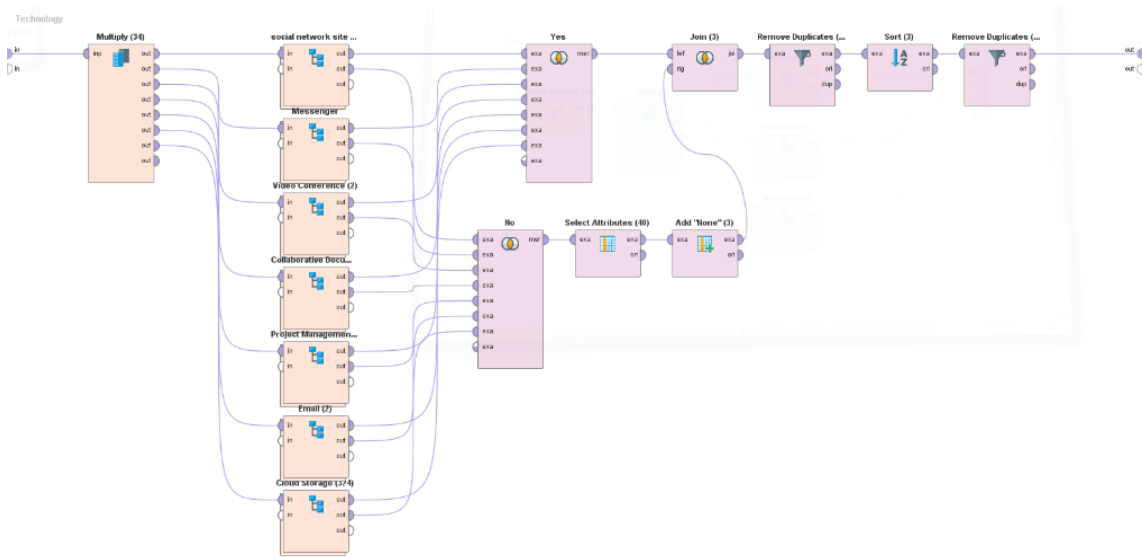 Technology
in
in
out
out
Multiply (34)
inp out
out
out
out
out
out
out
out
social network site ...
in out
in out
out
Messenger
in out
in out
out
Video Conference (2)
in out
in out
out
Collaborative Docu...
in out
in out
out
Project Managemen...
in out
in out
out
Email (2)
in out
in out
out
Cloud Storage (324)
in out
in out
out
Yes
exa mer
exa
exa
exa
exa
exa
exa
exa
No
exa mer
exa
exa
exa
exa
exa
exa
exa
Select Attributes (40)
exa exa
ori
Add "None" (3)
exa exa
ori
Join (3)
lef joi
rig
Remove Duplicates (...
exa exa
ori
dup
Sort (3)
exa exa
ori
Remove Duplicates (...
exa exa
ori
dup